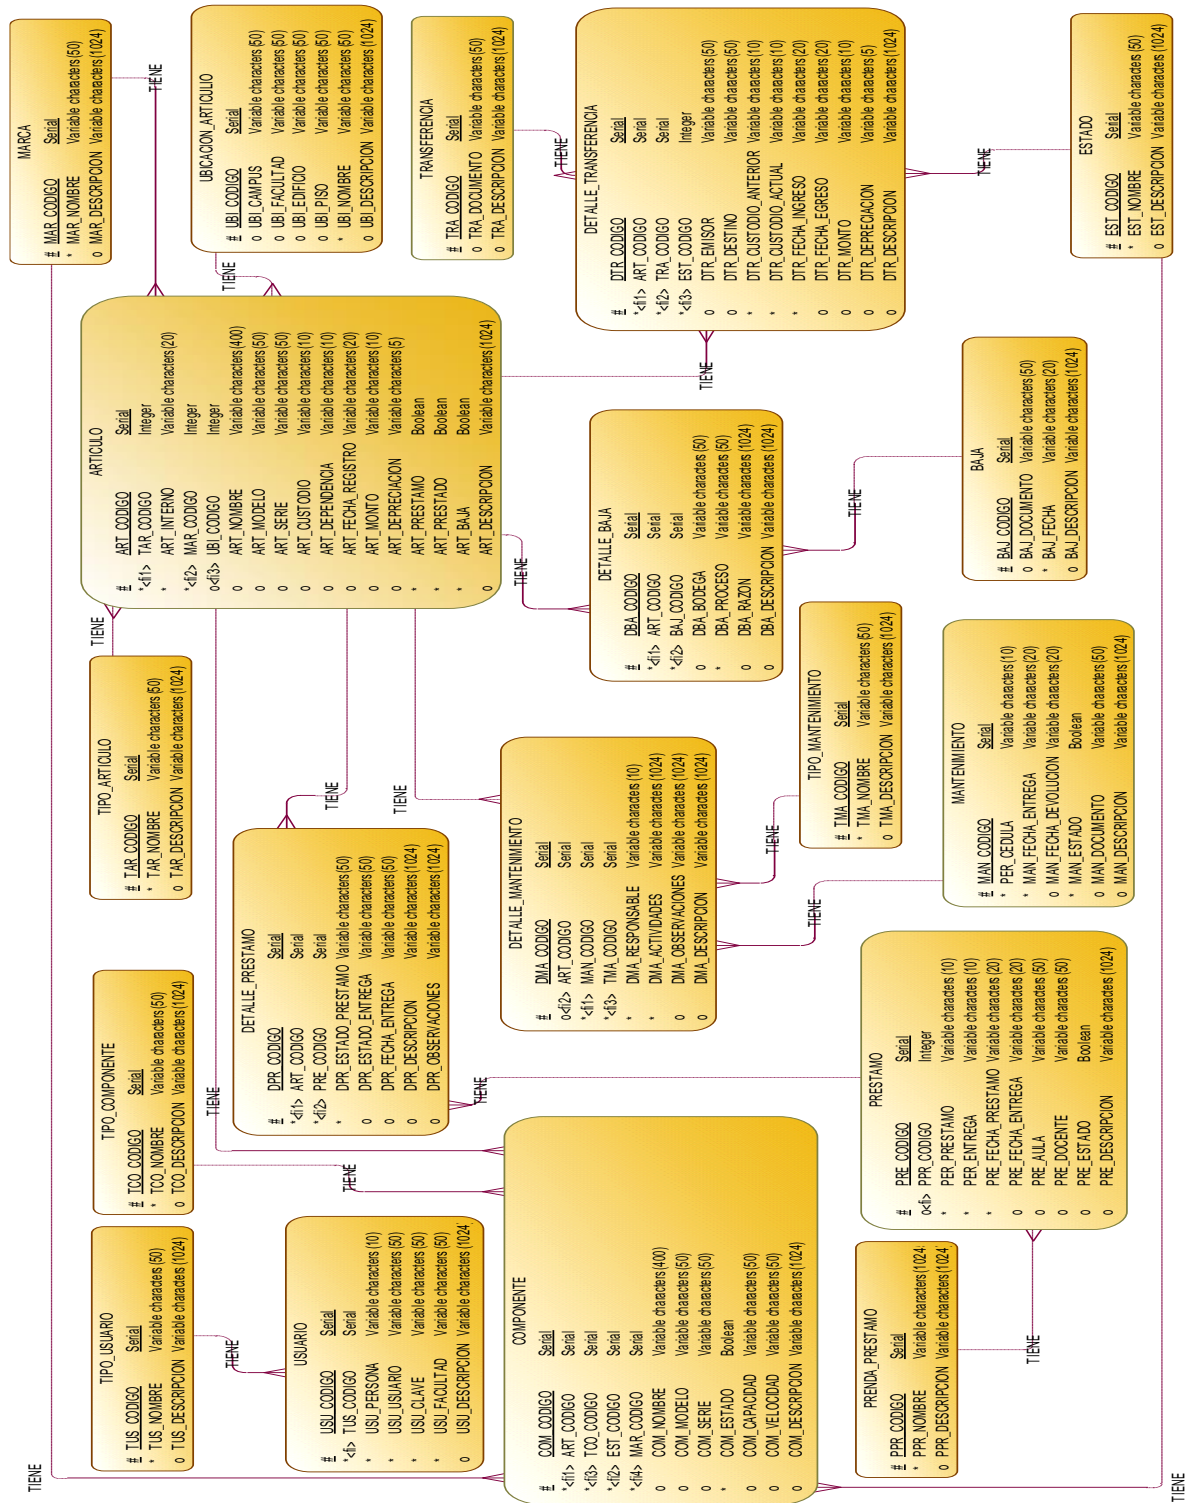 MARCA
# MAR_CODIGO Serial
* MAR_NOMBRE Variable characters (50)
o MAR_DESCRIPCION Variable characters (1024)
TIENE
UBICACION_ARTICULIO
# UBI_CODIGO Serial
o UBI_CAMPUS Variable characters (50)
o UBI_FACULTAD Variable characters (50)
o UBI_EDIFICIO Variable characters (50)
o UBI_PISO Variable characters (50)
* UBI_NOMBRE Variable characters (50)
o UBI_DESCRIPCION Variable characters (1024)
TIENE
TRANSFERENCIA
# TRA_CODIGO Serial
o TRA_DOCUMENTO Variable characters (50)
o TRA_DESCRIPCION Variable characters (1024)
TIENE
DETALLE_TRANSFERENCIA
# DTR_CODIGO Serial
*<fi1> ART_CODIGO Serial
*<fi2> TRA_CODIGO Serial
*<fi3> EST_CODIGO Integer
o DTR_EMISOR Variable characters (50)
o DTR_DESTINO Variable characters (50)
* DTR_CUSTODIO_ANTERIOR Variable characters (10)
* DTR_CUSTODIO_ACTUAL Variable characters (10)
* DTR_FECHA_INGRESO Variable characters (20)
o DTR_FECHA_EGRESO Variable characters (20)
o DTR_MONTO Variable characters (10)
o DTR_DEPRECIACION Variable characters (5)
o DTR_DESCRIPCION Variable characters (1024)
TIENE
ESTADO
# EST_CODIGO Serial
* EST_NOMBRE Variable characters (50)
o EST_DESCRIPCION Variable characters (1024)
ARTICULO
# ART_CODIGO Serial
*<fi1> TAR_CODIGO Integer
* ART_INTERNO Variable characters (20)
*<fi2> MAR_CODIGO Integer
o<fi3> UBI_CODIGO Integer
o ART_NOMBRE Variable characters (400)
o ART_MODELO Variable characters (50)
o ART_SERIE Variable characters (50)
o ART_CUSTODIO Variable characters (10)
o ART_DEPENDENCIA Variable characters (10)
o ART_FECHA_REGISTRO Variable characters (20)
o ART_MONTO Variable characters (10)
o ART_DEPRECIACION Variable characters (5)
* ART_PRESTAMO Boolean
* ART_PRESTADO Boolean
* ART_BAJA Boolean
o ART_DESCRIPCION Variable characters (1024)
TIENE
TIENE
TIENE
DETALLE_BAJA
# DBA_CODIGO Serial
*<fi1> ART_CODIGO Serial
*<fi2> BAJ_CODIGO Serial
o DBA_BODEGA Variable characters (50)
* DBA_PROCESO Variable characters (50)
o DBA_RAZON Variable characters (1024)
o DBA_DESCRIPCION Variable characters (1024)
TIENE
BAJA
# BAJ_CODIGO Serial
o BAJ_DOCUMENTO Variable characters (50)
* BAJ_FECHA Variable characters (20)
o BAJ_DESCRIPCION Variable characters (1024)
TIPO_ARTICULO
# TAR_CODIGO Serial
* TAR_NOMBRE Variable characters (50)
o TAR_DESCRIPCION Variable characters (1024)
TIENE
TIENE
TIENE
DETALLE_PRESTAMO
# DPR_CODIGO Serial
*<fi1> ART_CODIGO Serial
*<fi2> PRE_CODIGO Serial
* DPR_ESTADO_PRESTAMO Variable characters (50)
o DPR_ESTADO_ENTREGA Variable characters (50)
o DPR_FECHA_ENTREGA Variable characters (50)
o DPR_DESCRIPCION Variable characters (1024)
o DPR_OBSERVACIONES Variable characters (1024)
DETALLE_MANTENIMIENTO
# DMA_CODIGO Serial
o<fi2> ART_CODIGO Serial
*<fi1> MAN_CODIGO Serial
*<fi3> TMA_CODIGO Serial
* DMA_RESPONSABLE Variable characters (10)
* DMA_ACTIVIDADES Variable characters (1024)
o DMA_OBSERVACIONES Variable characters (1024)
o DMA_DESCRIPCION Variable characters (1024)
TIENE
TIPO_MANTENIMIENTO
# TMA_CODIGO Serial
* TMA_NOMBRE Variable characters (50)
o TMA_DESCRIPCION Variable characters (1024)
TIENE
MANTENIMIENTO
# MAN_CODIGO Serial
* PER_CEDULA Variable characters (10)
* MAN_FECHA_ENTREGA Variable characters (20)
o MAN_FECHA_DEVOLUCION Variable characters (20)
* MAN_ESTADO Boolean
o MAN_DOCUMENTO Variable characters (50)
o MAN_DESCRIPCION Variable characters (1024)
TIPO_COMPONENTE
# TCO_CODIGO Serial
* TCO_NOMBRE Variable characters (50)
o TCO_DESCRIPCION Variable characters (1024)
TIENE
TIENE
TIENE
PRESTAMO
# PRE_CODIGO Serial
o<fi> PPR_CODIGO Integer
* PER_PRESTAMO Variable characters (10)
* PER_ENTREGA Variable characters (10)
* PRE_FECHA_PRESTAMO Variable characters (20)
o PRE_FECHA_ENTREGA Variable characters (20)
o PRE_AULA Variable characters (50)
o PRE_DOCENTE Variable characters (50)
o PRE_ESTADO Boolean
o PRE_DESCRIPCION Variable characters (1024)
TIPO_USUARIO
# TUS_CODIGO Serial
* TUS_NOMBRE Variable characters (50)
o TUS_DESCRIPCION Variable characters (1024)
TIENE
USUARIO
# USU_CODIGO Serial
*<fi> TUS_CODIGO Serial
* USU_PERSONA Variable characters (10)
* USU_USUARIO Variable characters (50)
* USU_CLAVE Variable characters (50)
* USU_FACULTAD Variable characters (50)
o USU_DESCRIPCION Variable characters (1024)
COMPONENTE
# COM_CODIGO Serial
*<fi1> ART_CODIGO Serial
*<fi3> TCO_CODIGO Serial
*<fi2> EST_CODIGO Serial
*<fi4> MAR_CODIGO Serial
o COM_NOMBRE Variable characters (400)
o COM_MODELO Variable characters (50)
o COM_SERIE Variable characters (50)
* COM_ESTADO Boolean
o COM_CAPACIDAD Variable characters (50)
o COM_VELOCIDAD Variable characters (50)
o COM_DESCRIPCION Variable characters (1024)
PRENDA_PRESTAMO
# PPR_CODIGO Serial
* PPR_NOMBRE Variable characters (1024
o PPR_DESCRIPCION Variable characters (1024
TIENE
TIENE
TIENE